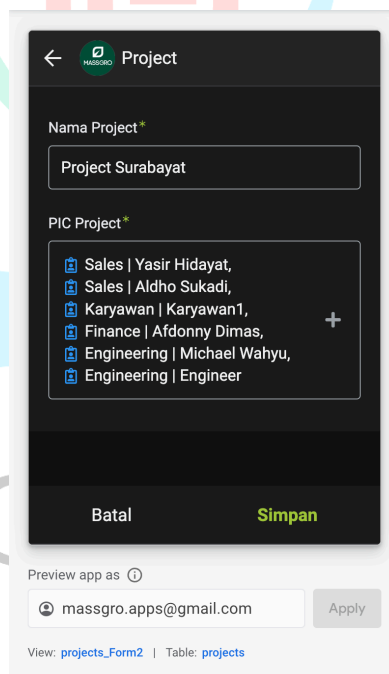 MASSGRO
Project
Nama Project*
Project Surabayat
PIC Project*
Sales | Yasir Hidayat,
Sales | Aldho Sukadi,
Karyawan | Karyawan1,
Finance | Afdonny Dimas,
Engineering | Michael Wahyu,
Engineering | Engineer
Batal
Simpan
Preview app as
massgro.apps@gmail.com
Apply
View: projects_Form2 | Table: projects